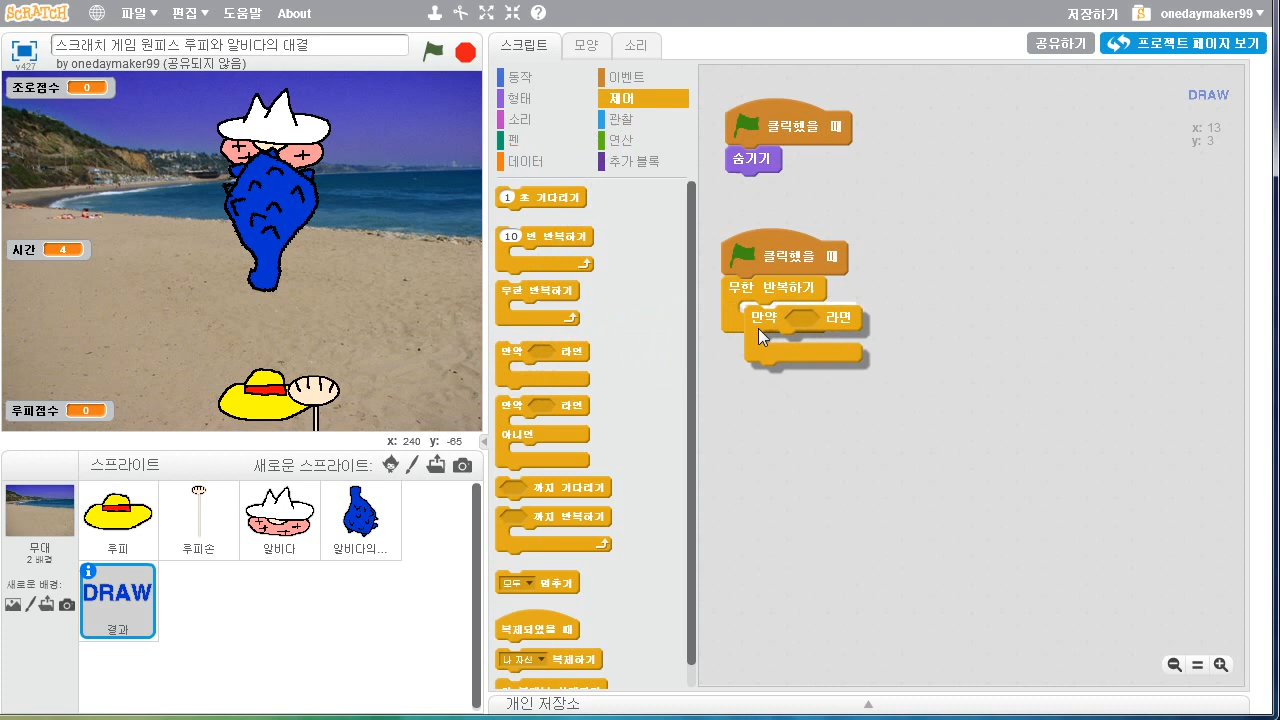 SCRATCH 파일▼ 편집▼ 도움말 About 저장하기 onedaymaker99▼
v427 스크래치 게임 원피스 루피와 알비다의 대결
by onedaymaker99 (공유되지 않음)
스크립트 모양 소리 공유하기 프로젝트 페이지 보기
조로점수 0
시간 4
루피점수 0
x: 240 y: -65
스프라이트 새로운 스프라이트:
무대
2 배경
새로운 배경:
루피 루피손 알비다 알비다의...
DRAW
결과
동작 이벤트
형태 제어
소리 관찰
펜 연산
데이터 추가 블록
1 초 기다리기
10 번 반복하기
무한 반복하기
만약 라면
만약 라면
아니면
까지 기다리기
까지 반복하기
모두 멈추기
복제되었을 때
나 자신 복제하기
클릭했을 때
숨기기
클릭했을 때
무한 반복하기
만약 라면
DRAW
x: 13
y: 3
개인 저장소